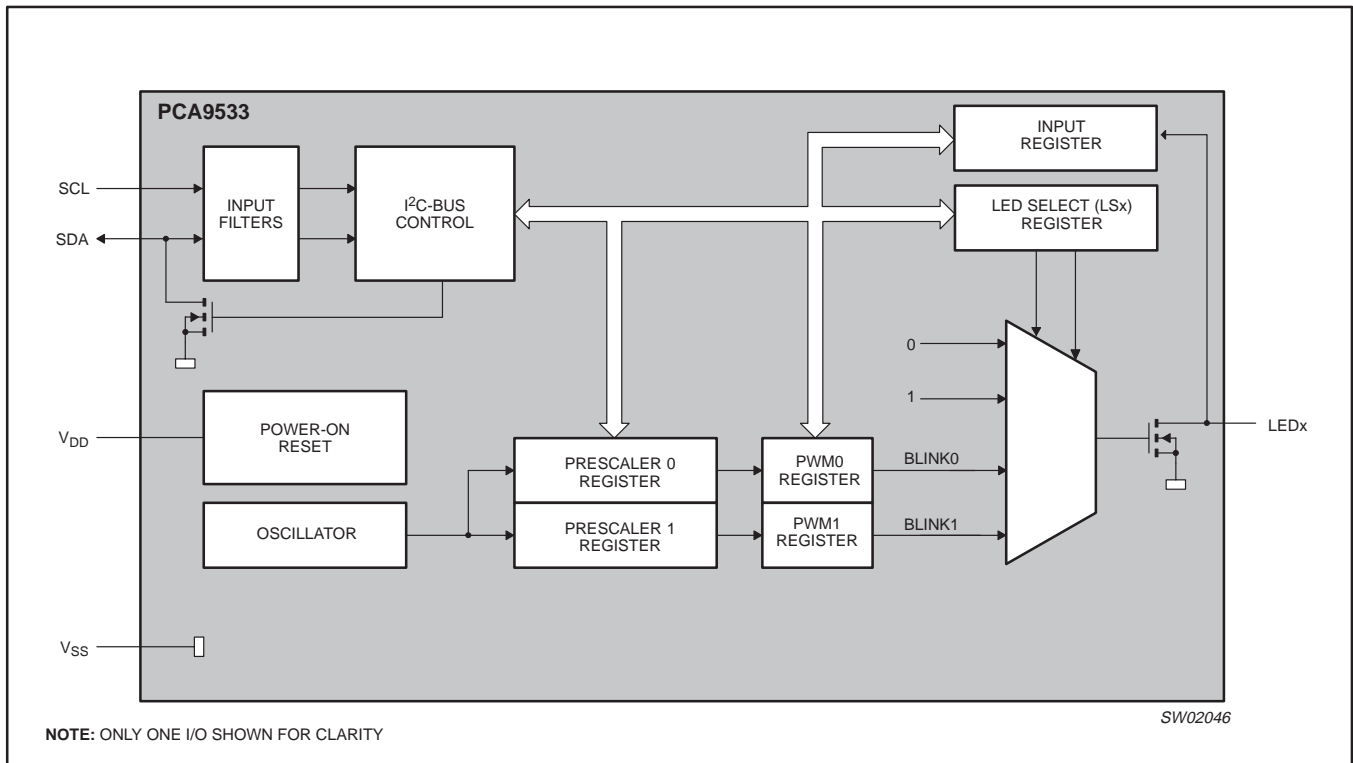 PCA9533
SCL
SDA
INPUT
FILTERS
I²C-BUS
CONTROL
INPUT
REGISTER
LED SELECT (LSx)
REGISTER
0
1
V_DD
POWER-ON
RESET
OSCILLATOR
PRESCALER 0
REGISTER
PRESCALER 1
REGISTER
PWM0
REGISTER
PWM1
REGISTER
BLINK0
BLINK1
LEDx
V_SS
SW02046
NOTE: ONLY ONE I/O SHOWN FOR CLARITY